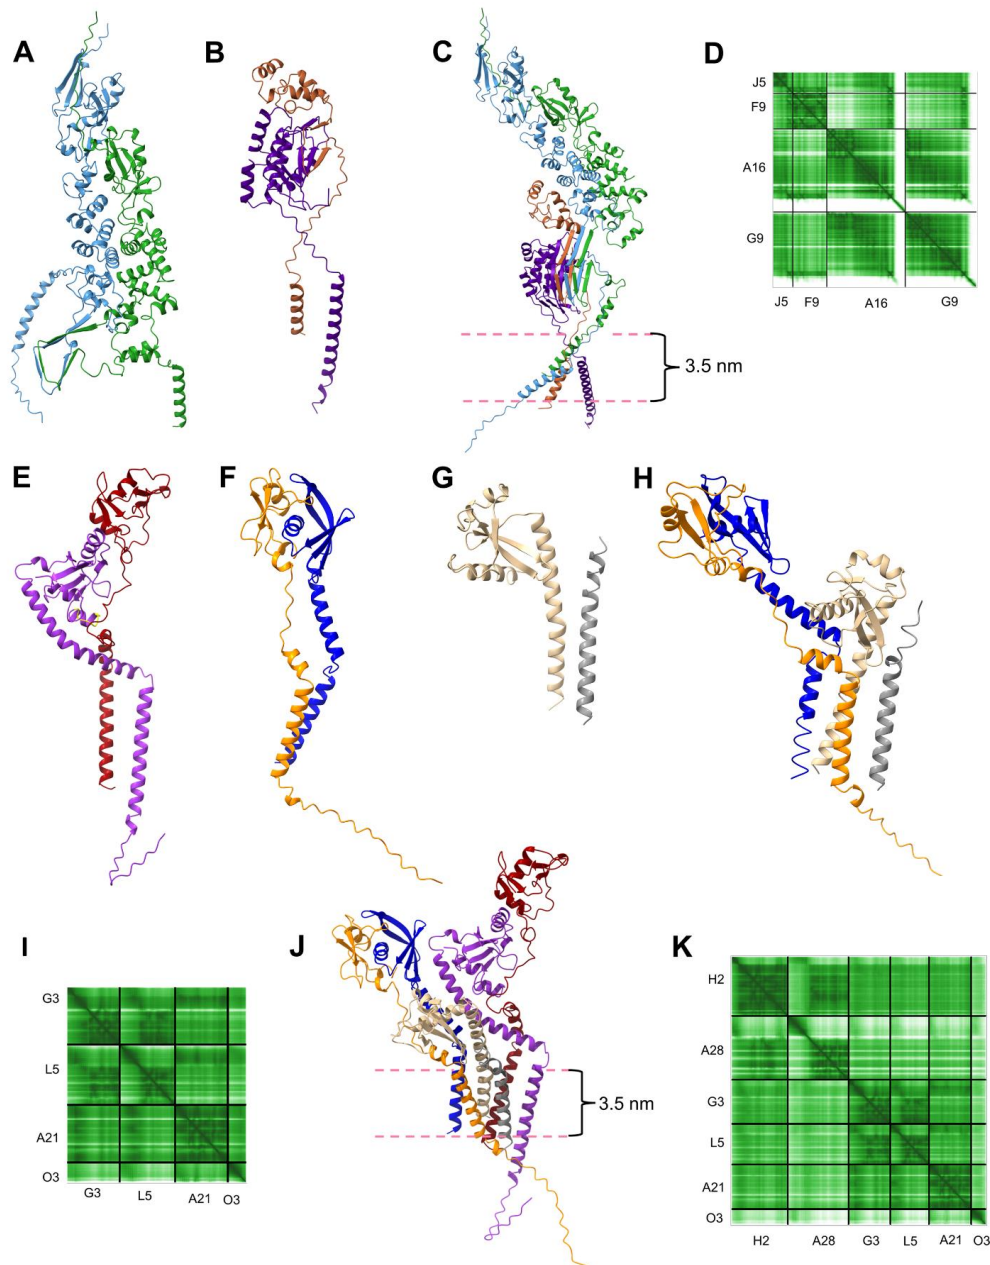 A
B
C
D
J5
F9
A16
G9
J5 F9 A16 G9
3.5 nm
E
F
G
H
I
G3
L5
A21
O3
G3 L5 A21 O3
J
3.5 nm
K
H2
A28
G3
L5
A21
O3
H2 A28 G3 L5 A21 O3